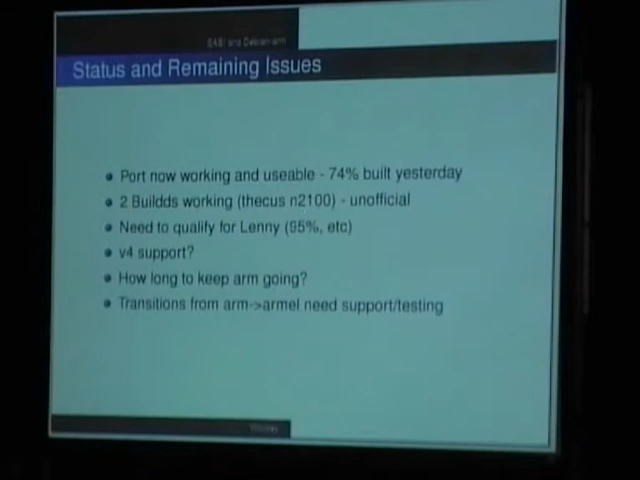 EABI and Debian-arm
Status and Remaining Issues
Port now working and useable - 74% built yesterday
2 Buildds working (thecus n2100) - unofficial
Need to qualify for Lenny (95%, etc)
v4 support?
How long to keep arm going?
Transitions from arm->armel need support/testing